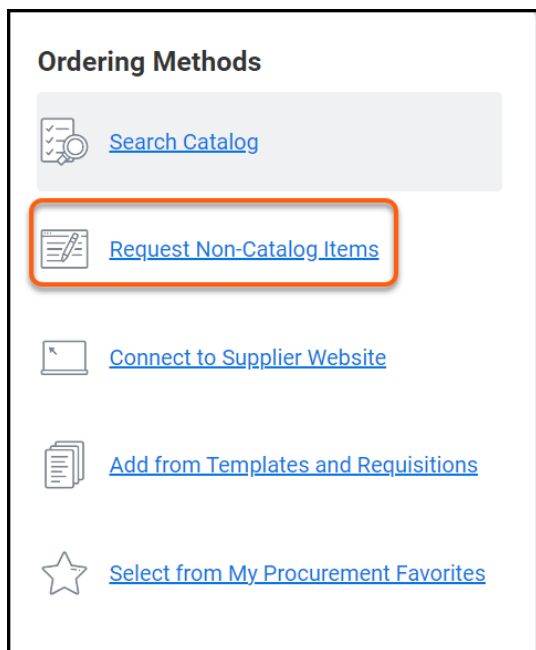 Ordering Methods
Search Catalog
Request Non-Catalog Items
Connect to Supplier Website
Add from Templates and Requisitions
Select from My Procurement Favorites